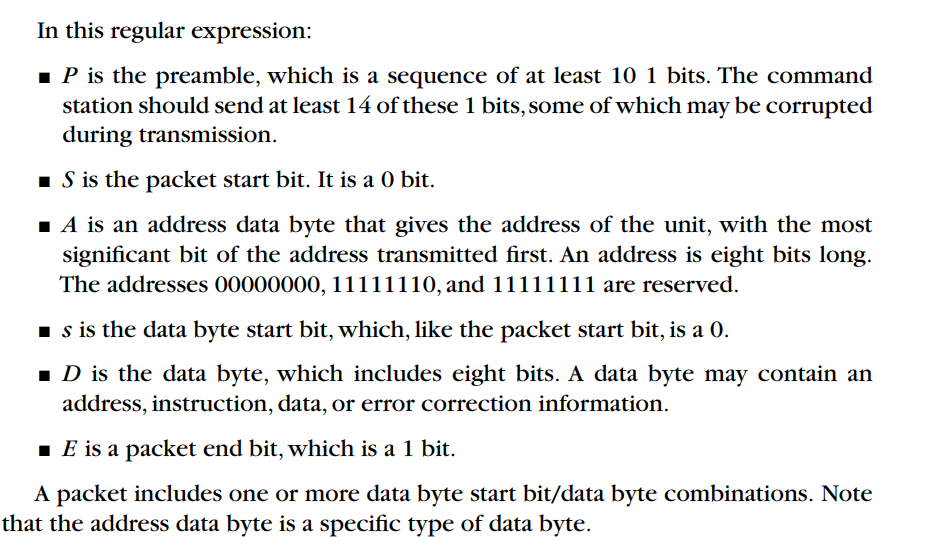 In this regular expression:
■ P is the preamble, which is a sequence of at least 10 1 bits. The command
station should send at least 14 of these 1 bits, some of which may be corrupted
during transmission.
■ S is the packet start bit. It is a 0 bit.
■ A is an address data byte that gives the address of the unit, with the most
significant bit of the address transmitted first. An address is eight bits long.
The addresses 00000000, 11111110, and 11111111 are reserved.
■ s is the data byte start bit, which, like the packet start bit, is a 0.
■ D is the data byte, which includes eight bits. A data byte may contain an
address, instruction, data, or error correction information.
■ E is a packet end bit, which is a 1 bit.
A packet includes one or more data byte start bit/data byte combinations. Note
that the address data byte is a specific type of data byte.